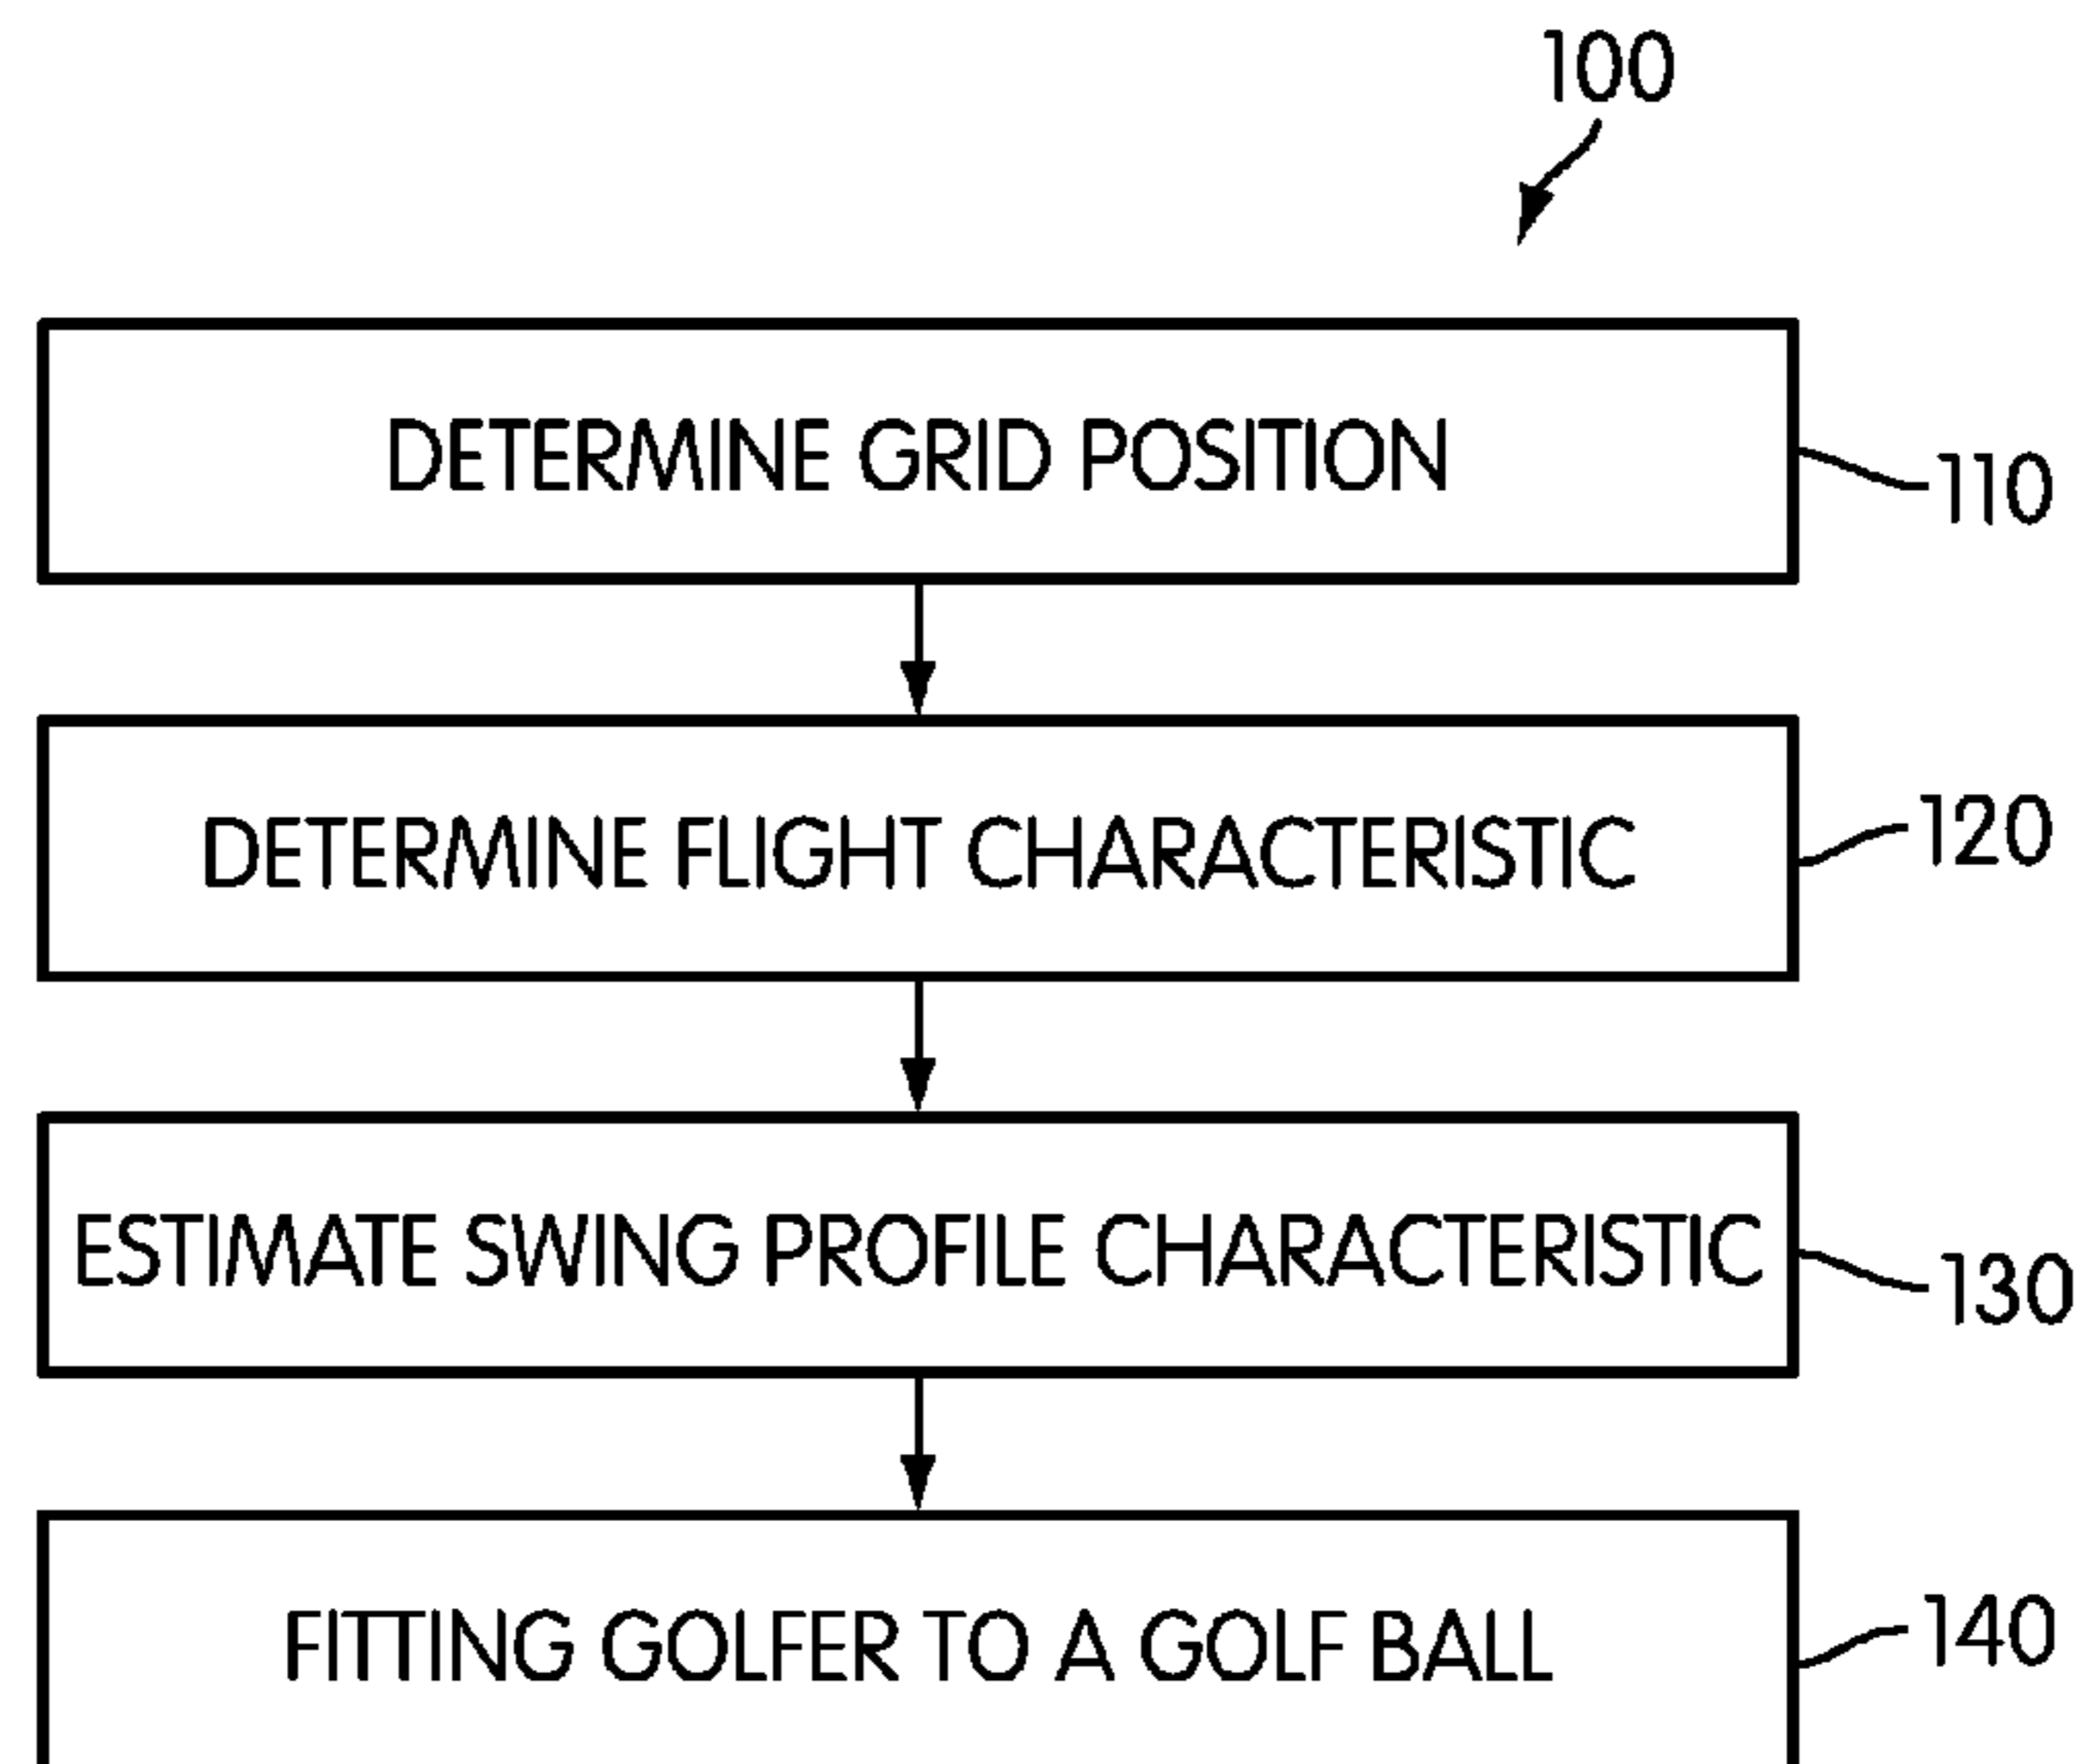 100
DETERMINE GRID POSITION
110
DETERMINE FLIGHT CHARACTERISTIC
120
ESTIMATE SWING PROFILE CHARACTERISTIC
130
FITTING GOLFER TO A GOLF BALL
140